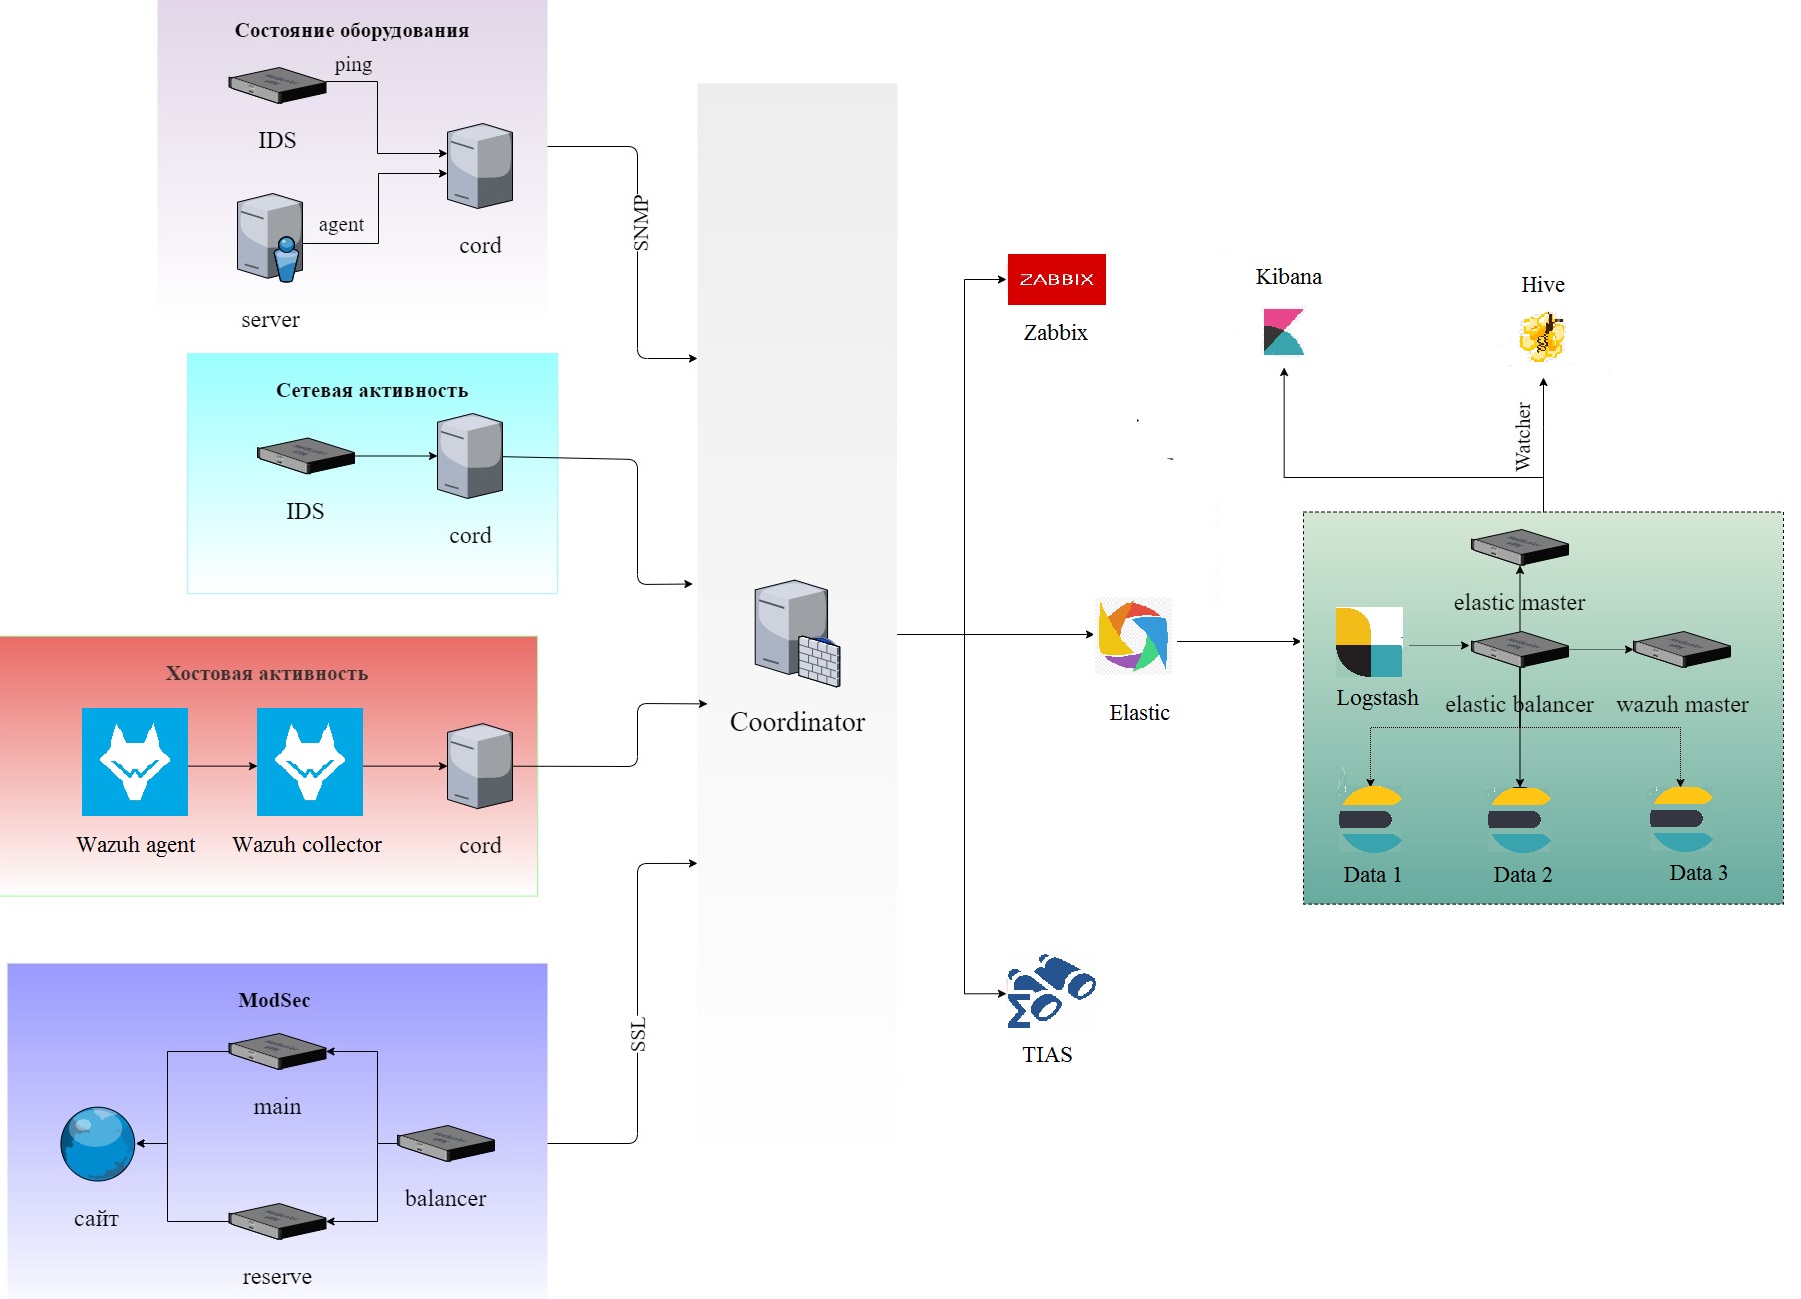 Состояние оборудования
ping
IDS
agent
cord
server
SNMP
Сетевая активность
IDS
cord
Хостовая активность
Wazuh agent
Wazuh collector
cord
ModSec
main
сайт
balancer
reserve
SSL
Coordinator
ZABBIX
Zabbix
Elastic
TIAS
Kibana
Hive
Watcher
elastic master
Logstash
elastic balancer
wazuh master
Data 1
Data 2
Data 3